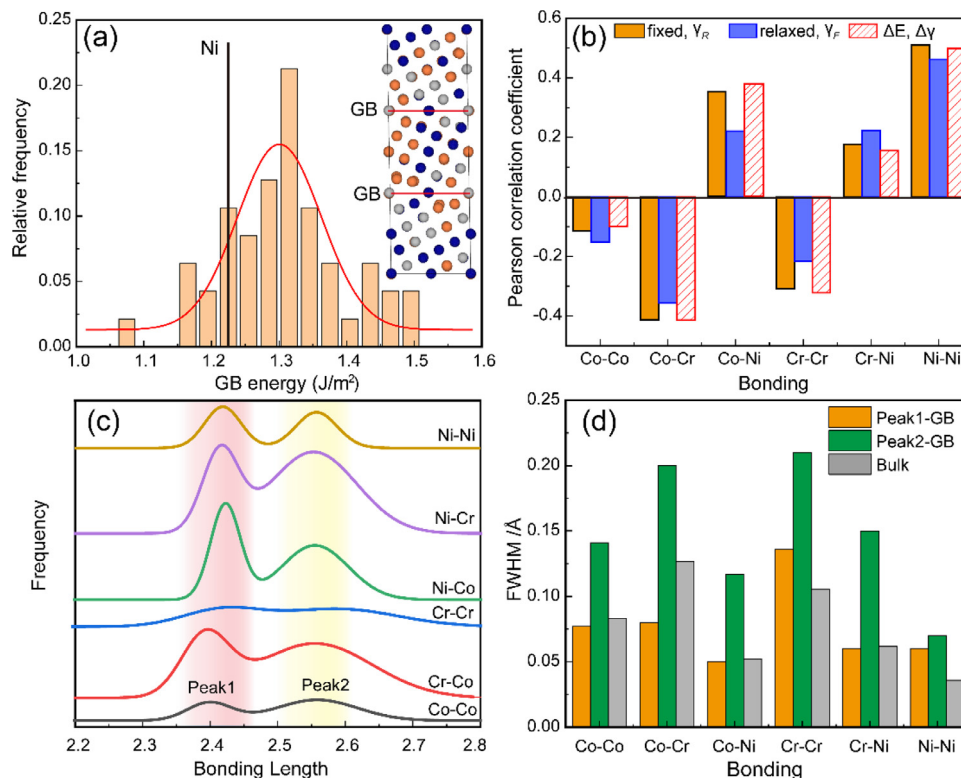 (a)
Ni
GB
GB
Relative frequency
0.25
0.20
0.15
0.10
0.05
0.00
1.0 1.1 1.2 1.3 1.4 1.5 1.6
GB energy (J/m²)
(b)
fixed, γR relaxed, γF ΔE, Δγ
Pearson correlation coefficient
0.6
0.4
0.2
0.0
-0.2
-0.4
Co-Co Co-Cr Co-Ni Cr-Cr Cr-Ni Ni-Ni
Bonding
(c)
Frequency
Ni-Ni
Ni-Cr
Ni-Co
Cr-Cr
Cr-Co
Co-Co
Peak1 Peak2
2.2 2.3 2.4 2.5 2.6 2.7 2.8
Bonding Length
(d)
Peak1-GB
Peak2-GB
Bulk
FWHM /Å
0.25
0.20
0.15
0.10
0.05
0.00
Co-Co Co-Cr Co-Ni Cr-Cr Cr-Ni Ni-Ni
Bonding